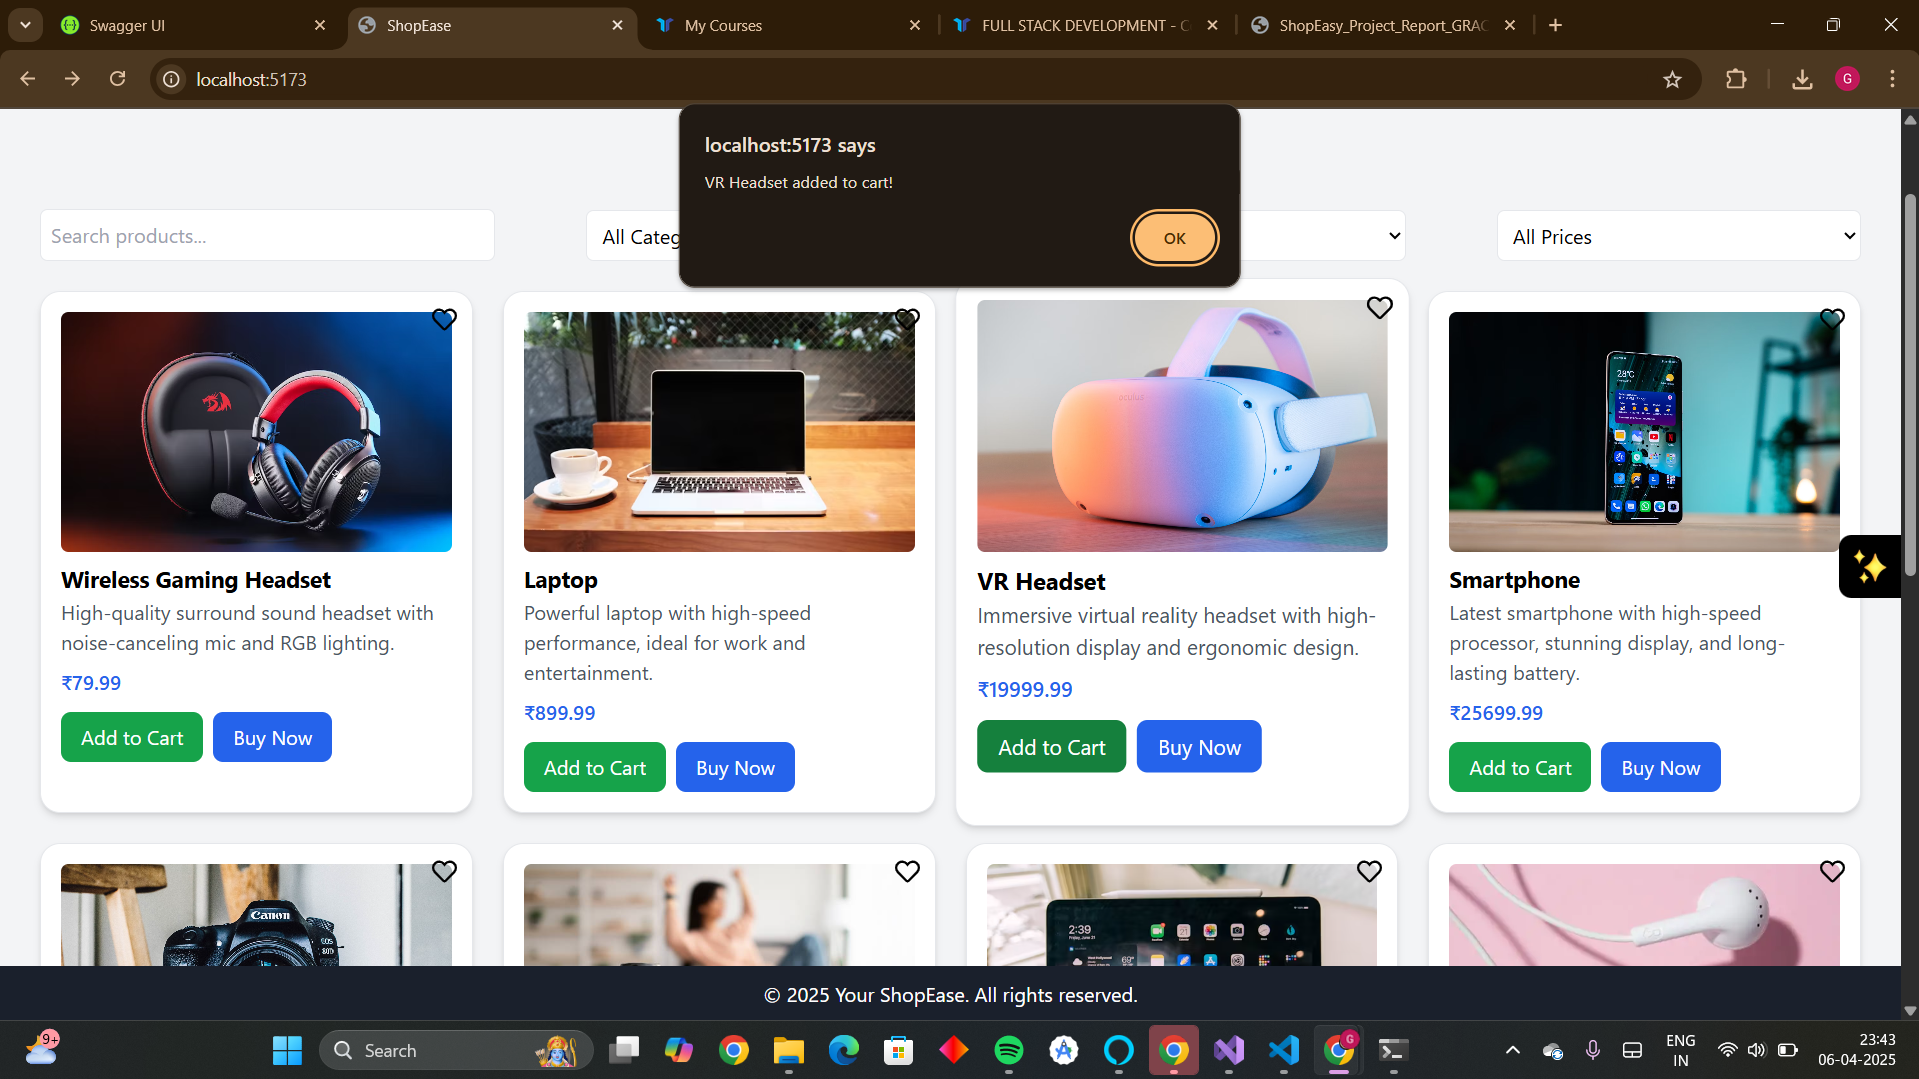 Swagger UI
ShopEase
My Courses
FULL STACK DEVELOPMENT - C
ShopEasy_Project_Report_GRAC
localhost:5173
G
localhost:5173 says
VR Headset added to cart!
OK
Search products...
All Categ
All Prices
oculus
28°C
Wireless Gaming Headset
High-quality surround sound headset with
noise-canceling mic and RGB lighting.
₹79.99
Add to Cart
Buy Now
Laptop
Powerful laptop with high-speed
performance, ideal for work and
entertainment.
₹899.99
Add to Cart
Buy Now
VR Headset
Immersive virtual reality headset with high-
resolution display and ergonomic design.
₹19999.99
Add to Cart
Buy Now
Smartphone
Latest smartphone with high-speed
processor, stunning display, and long-
lasting battery.
₹25699.99
Add to Cart
Buy Now
Canon
2:39
© 2025 Your ShopEase. All rights reserved.
9+
Search
G
ENG
IN
23:43
06-04-2025